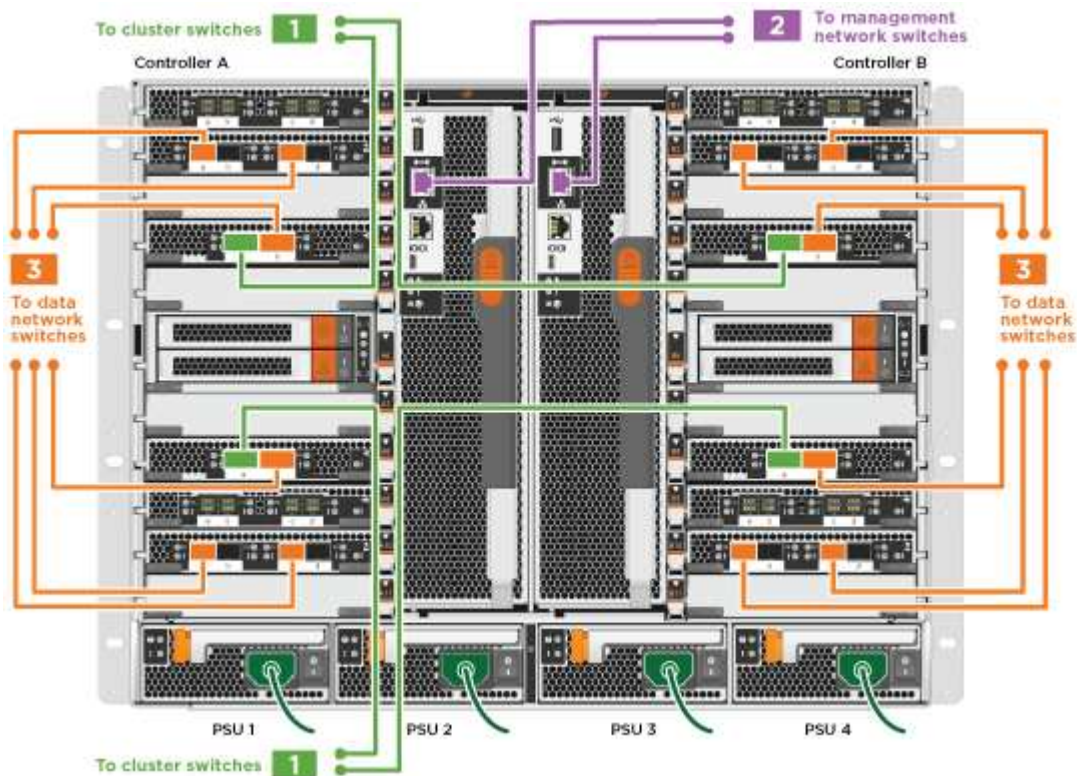 To cluster switches 1
2 To management
network switches
Controller A
Controller B
3
To data
network
switches
3
To data
network
switches
PSU 1
PSU 2
PSU 3
PSU 4
To cluster switches 1